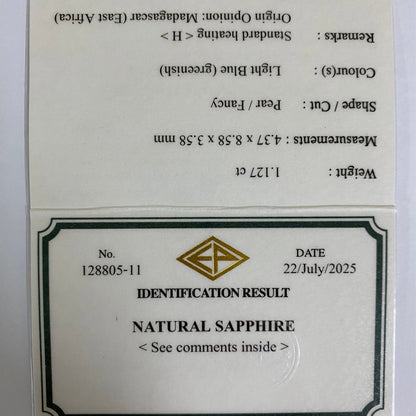 Weight : 1.127 ct
Measurements : 4.37 x 8.58 x 3.58 mm
Shape / Cut : Pear / Fancy
Colour(s) : Light Blue (greenish)
Remarks : Standard heating < H >
Origin Opinion: Madagascar (East Africa)
No.
128805-11
DATE
22/July/2025
IDENTIFICATION RESULT
NATURAL SAPPHIRE
< See comments inside >